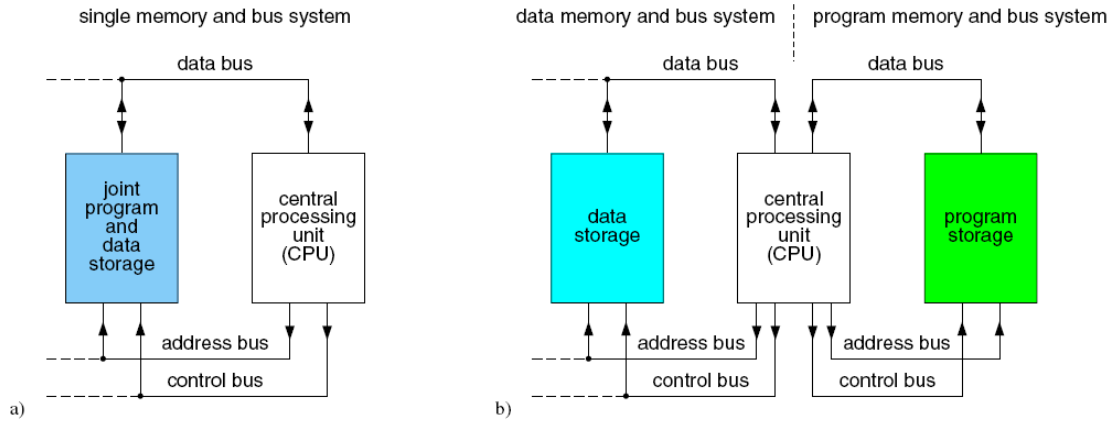 single memory and bus system
data bus
joint
program
and
data
storage
central
processing
unit
(CPU)
address bus
control bus
a)
data memory and bus system
program memory and bus system
data bus
data bus
data
storage
central
processing
unit
(CPU)
program
storage
address bus
address bus
control bus
control bus
b)